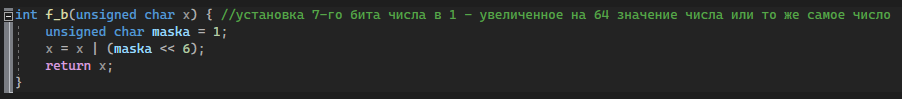 int f_b(unsigned char x) { //установка 7-го бита числа в 1 - увеличенное на 64 значение числа или то же самое число
unsigned char maska = 1;
x = x | (maska << 6);
return x;
}